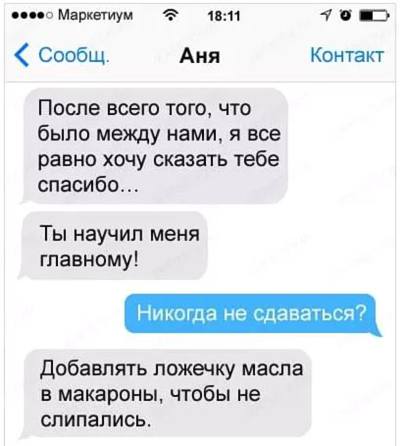 Маркетиум 18:11
Сообщ. Аня Контакт
После всего того, что
было между нами, я все
равно хочу сказать тебе
спасибо...
Ты научил меня
главному!
Никогда не сдаваться?
Добавлять ложечку масла
в макароны, чтобы не
слипались.